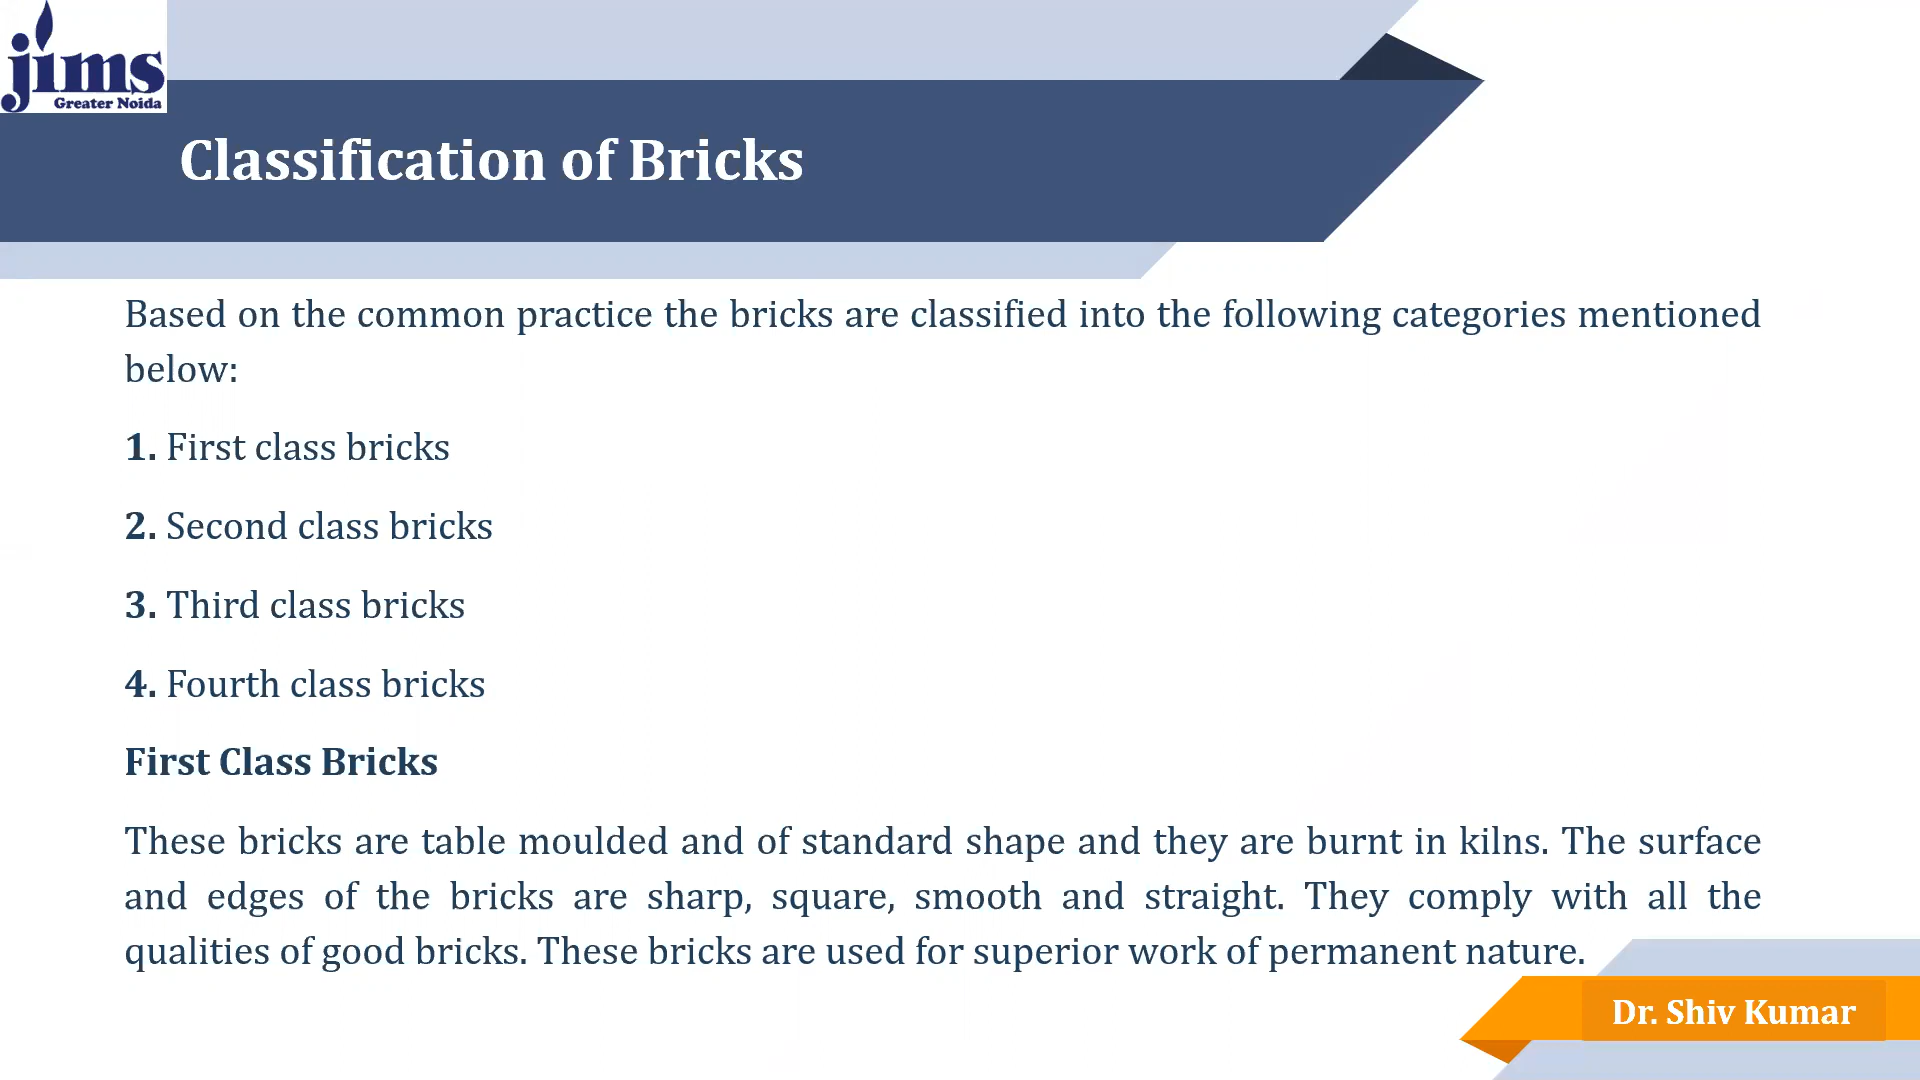 jims
Greater Noida
Classification of Bricks
Based on the common practice the bricks are classified into the following categories mentioned
below:
1. First class bricks
2. Second class bricks
3. Third class bricks
4. Fourth class bricks
First Class Bricks
These bricks are table moulded and of standard shape and they are burnt in kilns. The surface
and edges of the bricks are sharp, square, smooth and straight. They comply with all the
qualities of good bricks. These bricks are used for superior work of permanent nature.
Dr. Shiv Kumar